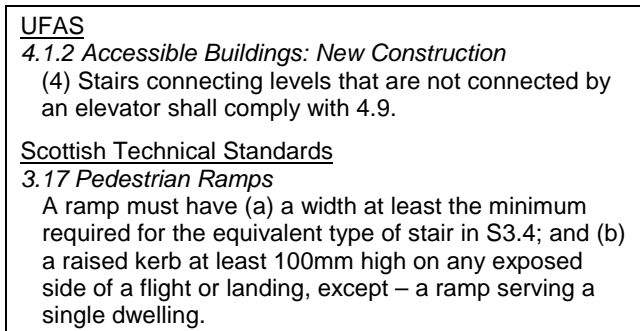 UFAS
4.1.2 Accessible Buildings: New Construction
(4) Stairs connecting levels that are not connected by
an elevator shall comply with 4.9.
Scottish Technical Standards
3.17 Pedestrian Ramps
A ramp must have (a) a width at least the minimum
required for the equivalent type of stair in S3.4; and (b)
a raised kerb at least 100mm high on any exposed
side of a flight or landing, except – a ramp serving a
single dwelling.